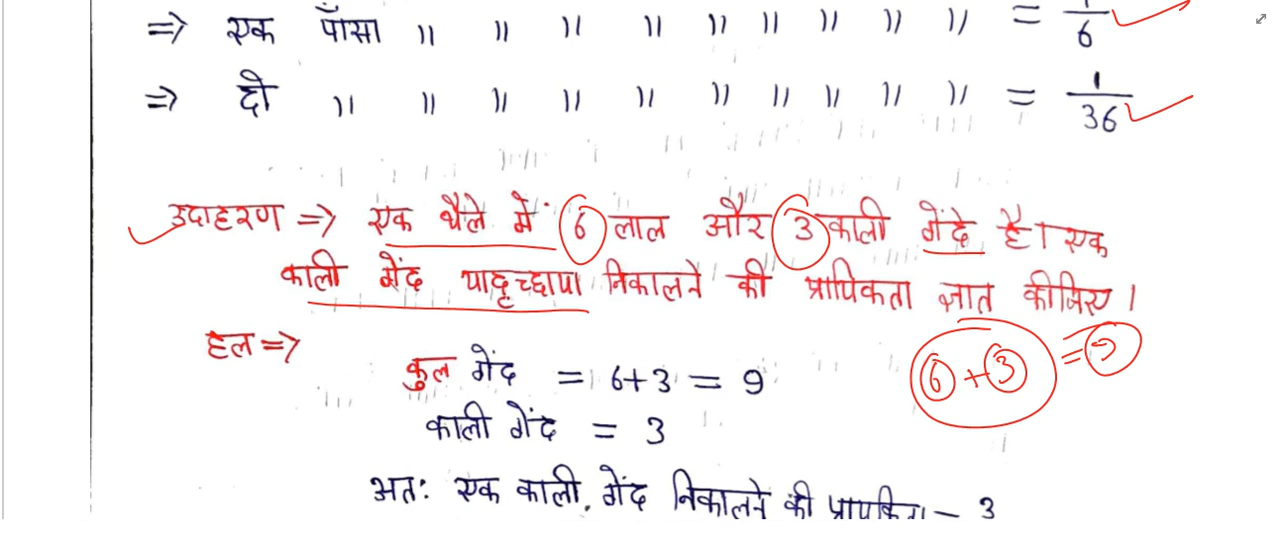 ⇒ एक पाँसा ,, ,, ,, ,, ,, ,, ,, ,, ,, = 1/6
⇒ दो ,, ,, ,, ,, ,, ,, ,, ,, ,, ,, = 1/36
उदाहरण ⇒ एक थैले में 6 लाल और 3 काली गेंदे है। एक
काली गेंद यादृच्छाया निकालने की प्रायिकता ज्ञात कीजिए।
हल ⇒
कुल गेंद = 6+3 = 9
6+3 = 9
काली गेंद = 3
अतः एक काली गेंद निकालने की 3